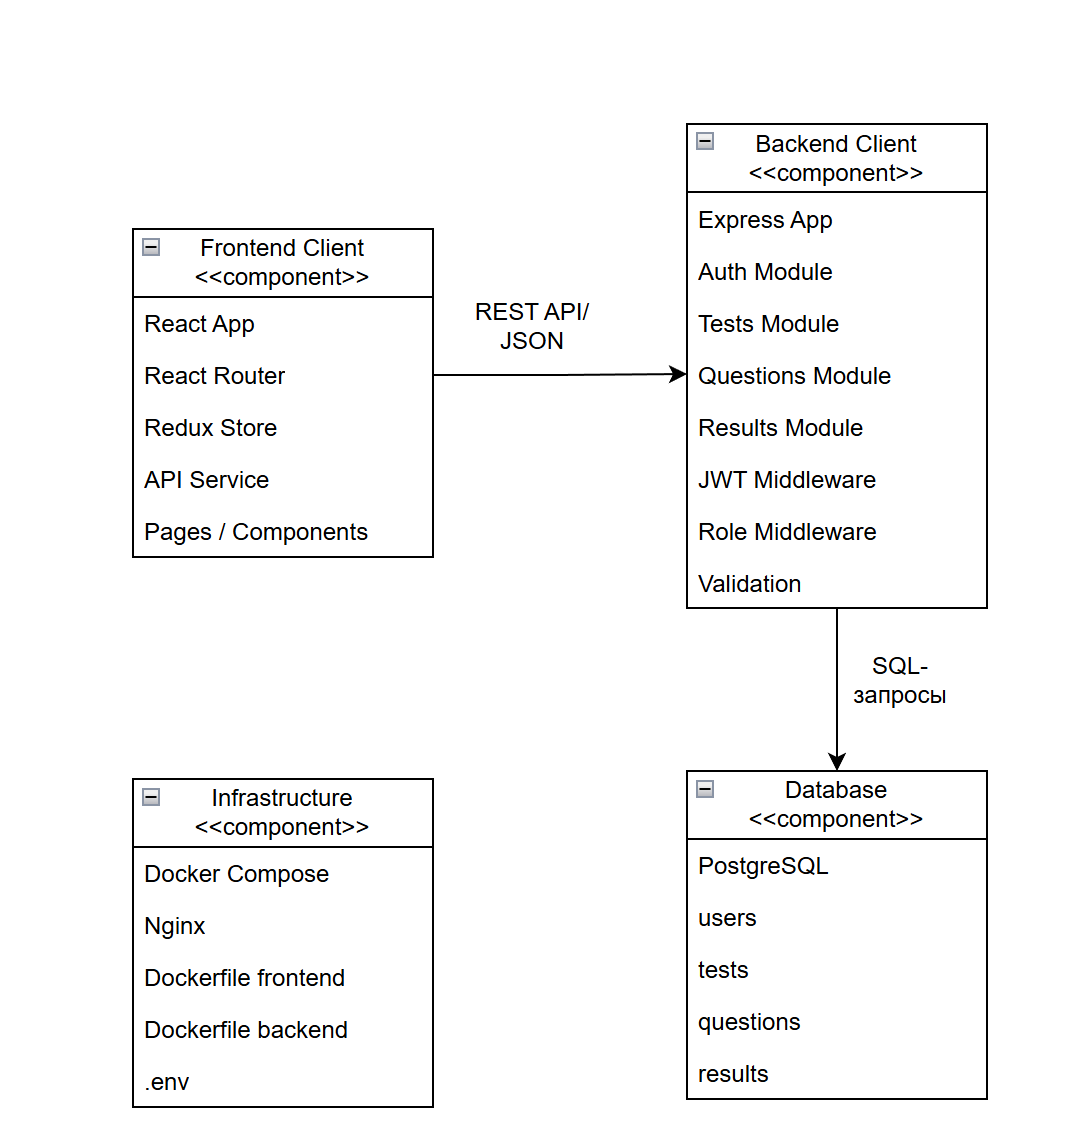 Frontend Client
<<component>>
React App
React Router
Redux Store
API Service
Pages / Components
REST API/
JSON
Backend Client
<<component>>
Express App
Auth Module
Tests Module
Questions Module
Results Module
JWT Middleware
Role Middleware
Validation
SQL-
запросы
Infrastructure
<<component>>
Docker Compose
Nginx
Dockerfile frontend
Dockerfile backend
.env
Database
<<component>>
PostgreSQL
users
tests
questions
results